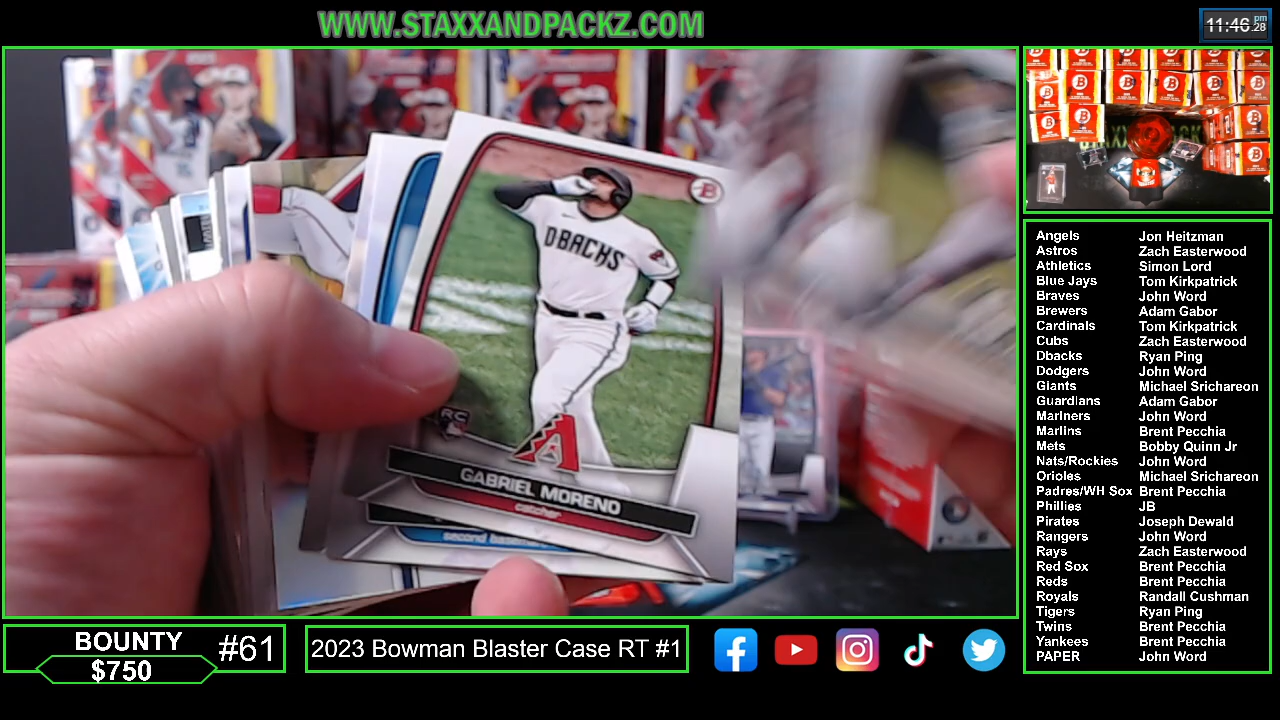 WWW.STAXXANDPACKZ.COM
11:46 pm 28
D-BACKS
RC
GABRIEL MORENO
catcher
second baseman
Angels Jon Heitzman
Astros Zach Easterwood
Athletics Simon Lord
Blue Jays Tom Kirkpatrick
Braves John Word
Brewers Adam Gabor
Cardinals Tom Kirkpatrick
Cubs Zach Easterwood
Dbacks Ryan Ping
Dodgers John Word
Giants Michael Srichareon
Guardians Adam Gabor
Mariners John Word
Marlins Brent Pecchia
Mets Bobby Quinn Jr
Nats/Rockies John Word
Orioles Michael Srichareon
Padres/WH Sox Brent Pecchia
Phillies JB
Pirates Joseph Dewald
Rangers John Word
Rays Zach Easterwood
Red Sox Brent Pecchia
Reds Brent Pecchia
Royals Randall Cushman
Tigers Ryan Ping
Twins Brent Pecchia
Yankees Brent Pecchia
PAPER John Word
BOUNTY #61
$750
2023 Bowman Blaster Case RT #1